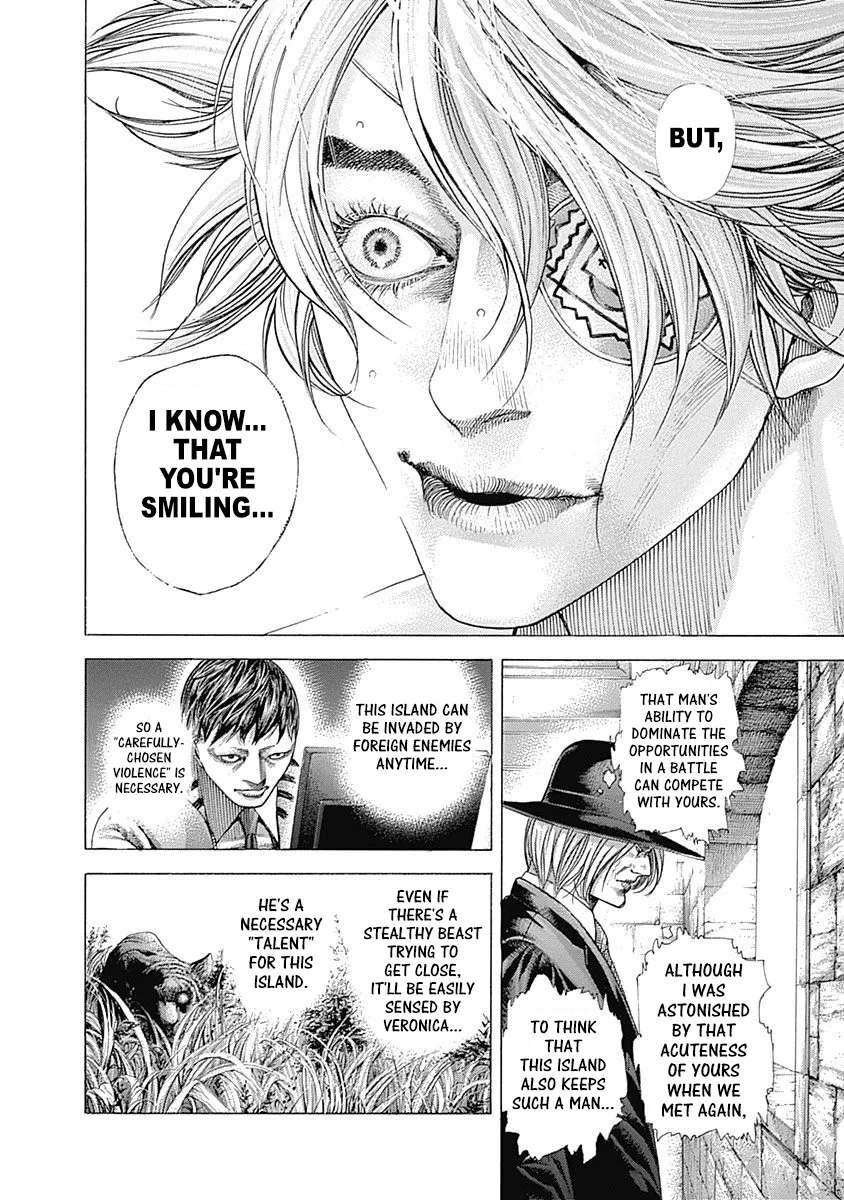 BUT,
I KNOW...
THAT
YOU'RE
SMILING...
THAT MAN'S
ABILITY TO
DOMINATE THE
OPPORTUNITIES
IN A BATTLE
CAN COMPETE
WITH YOURS.
ALTHOUGH
I WAS
ASTONISHED
BY THAT
ACUTENESS
OF YOURS
WHEN WE
MET AGAIN,
TO THINK
THAT
THIS ISLAND
ALSO KEEPS
SUCH A MAN...
THIS ISLAND CAN
BE INVADED BY
FOREIGN ENEMIES
ANYTIME...
SO A
"CAREFULLY-
CHOSEN
VIOLENCE" IS
NECESSARY.
EVEN IF
THERE'S A
STEALTHY BEAST
TRYING TO
GET CLOSE,
IT'LL BE EASILY
SENSED BY
VERONICA...
HE'S A
NECESSARY
"TALENT"
FOR THIS
ISLAND.